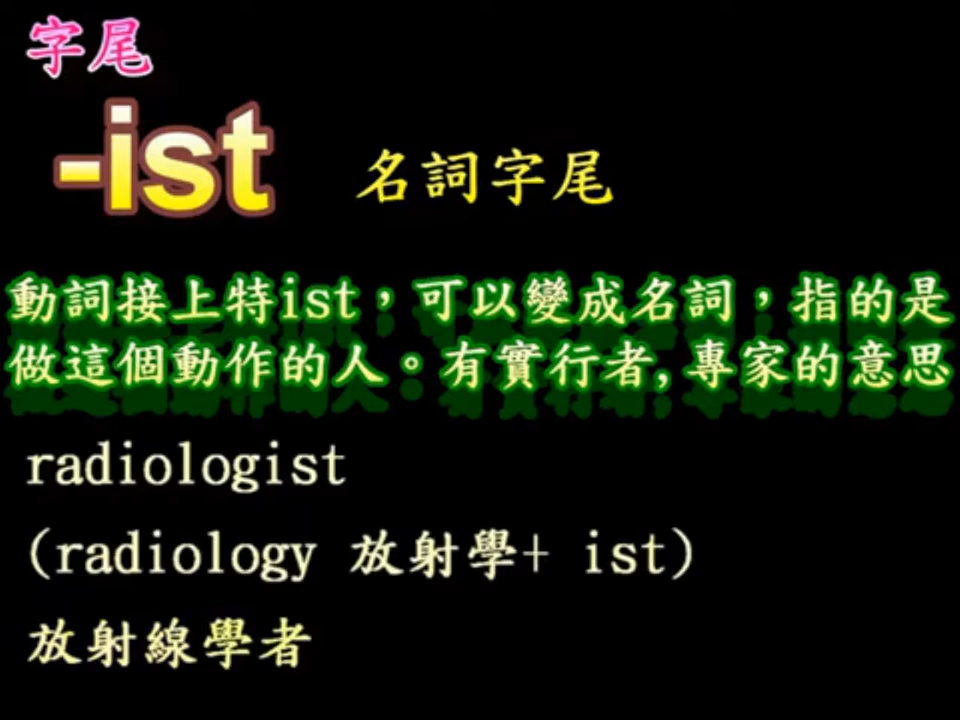 字尾
-ist
名詞字尾
動詞接上特ist，可以變成名詞，指的是
做這個動作的人。有實行者,專家的意思
radiologist
(radiology 放射學+ ist)
放射線學者